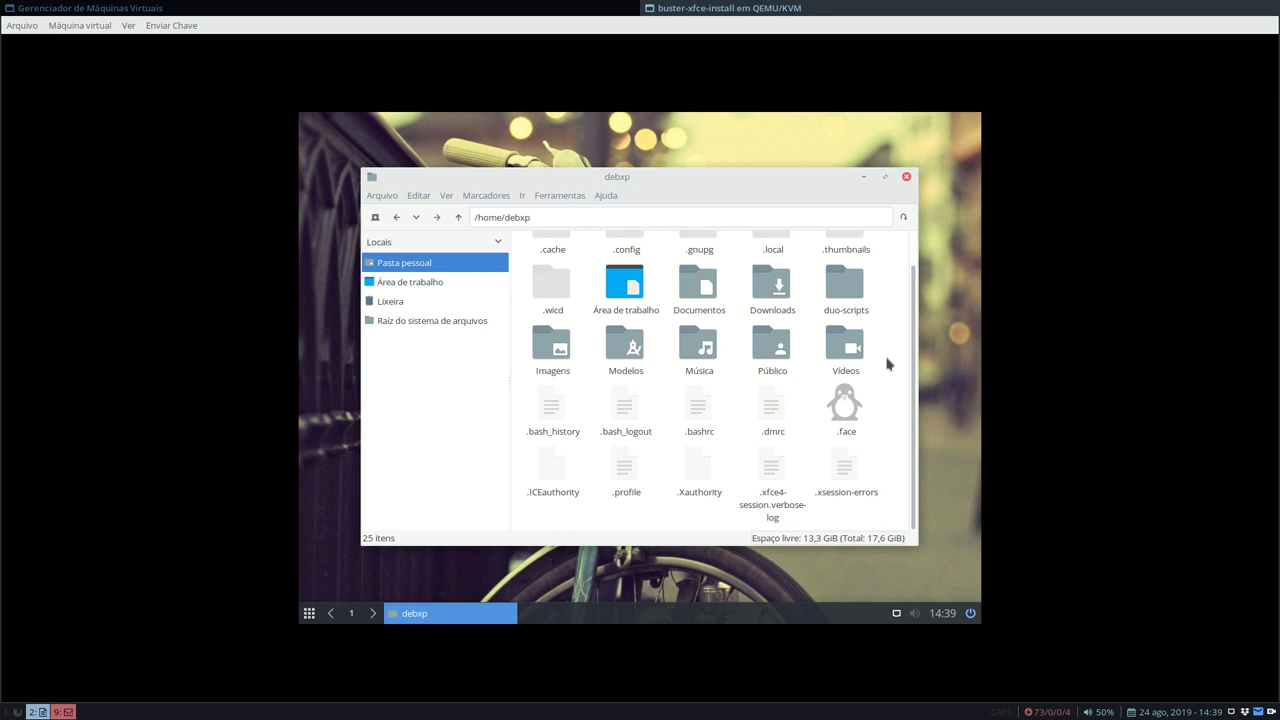 Gerenciador de Máquinas Virtuais
buster-xfce-install em QEMU/KVM
Arquivo Máquina virtual Ver Enviar Chave
debxp
Arquivo Editar Ver Marcadores Ir Ferramentas Ajuda
/home/debxp
Locais
Pasta pessoal
Área de trabalho
Lixeira
Raíz do sistema de arquivos
.cache .config .gnupg .local .thumbnails
.wicd Área de trabalho Documentos Downloads duo-scripts
Imagens Modelos Música Público Vídeos
.bash_history .bash_logout .bashrc .dmrc .face
.ICEauthority .profile .Xauthority .xfce4-session.verbose-log .xsession-errors
25 itens
Espaço livre: 13,3 GiB (Total: 17,6 GiB)
1 debxp 14:39
1: 2: 9: CAPS 73/0/0/4 50% 24 ago, 2019 - 14:39